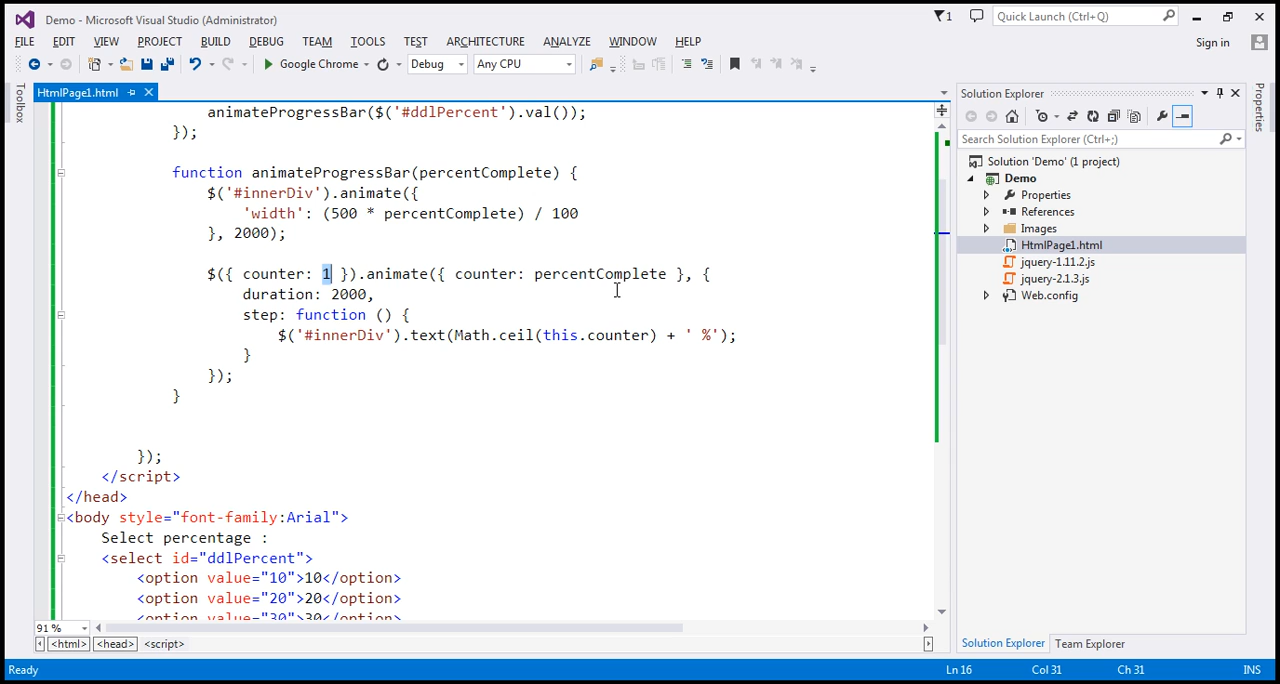 Demo - Microsoft Visual Studio (Administrator)
1
Quick Launch (Ctrl+Q)
FILE EDIT VIEW PROJECT BUILD DEBUG TEAM TOOLS TEST ARCHITECTURE ANALYZE WINDOW HELP
Sign in
Google Chrome Debug Any CPU
Toolbox
HtmlPage1.html
animateProgressBar($('#ddlPercent').val());
});
function animateProgressBar(percentComplete) {
$('#innerDiv').animate({
'width': (500 * percentComplete) / 100
}, 2000);
$({ counter: 1 }).animate({ counter: percentComplete }, {
duration: 2000,
step: function () {
$('#innerDiv').text(Math.ceil(this.counter) + ' %');
}
});
}
});
</script>
</head>
<body style="font-family:Arial">
Select percentage :
<select id="ddlPercent">
<option value="10">10</option>
<option value="20">20</option>
<option value="30">30</option>
91 %
<html> <head> <script>
Solution Explorer
Search Solution Explorer (Ctrl+;)
Solution 'Demo' (1 project)
Demo
Properties
References
Images
HtmlPage1.html
jquery-1.11.2.js
jquery-2.1.3.js
Web.config
Solution Explorer Team Explorer
Properties
Ready Ln 16 Col 31 Ch 31 INS